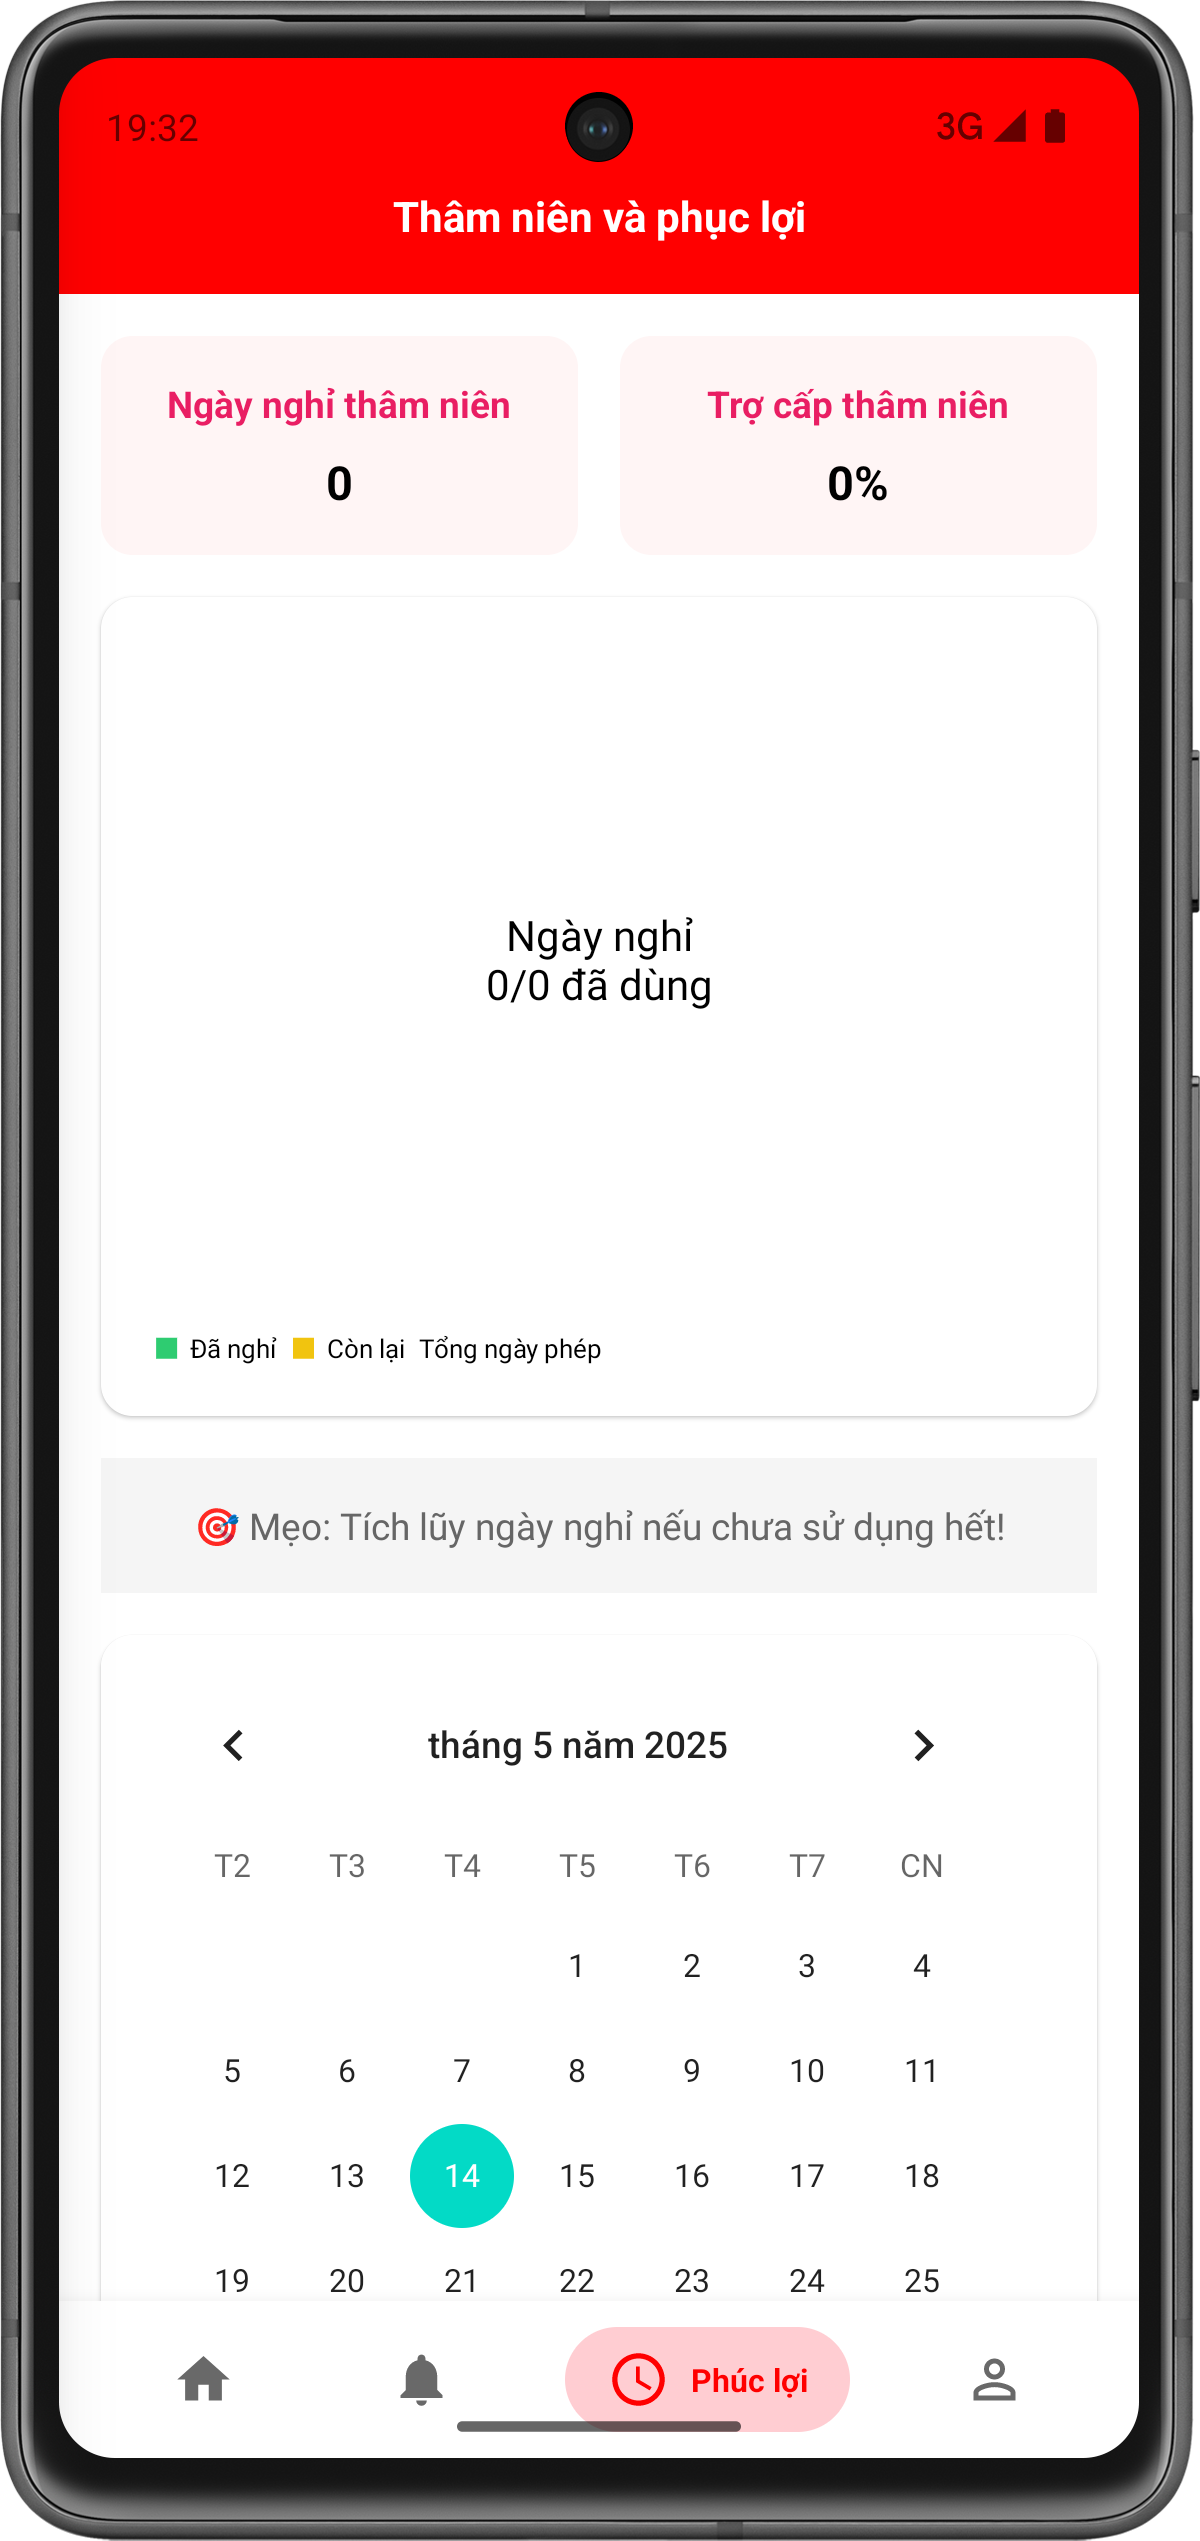 19:32
3G
Thâm niên và phục lợi
Ngày nghỉ thâm niên
0
Trợ cấp thâm niên
0%
Ngày nghỉ
0/0 đã dùng
Đã nghỉ Còn lại Tổng ngày phép
🎯 Mẹo: Tích lũy ngày nghỉ nếu chưa sử dụng hết!
tháng 5 năm 2025
T2 T3 T4 T5 T6 T7 CN
1 2 3 4
5 6 7 8 9 10 11
12 13 14 15 16 17 18
19 20 21 22 23 24 25
Phúc lợi